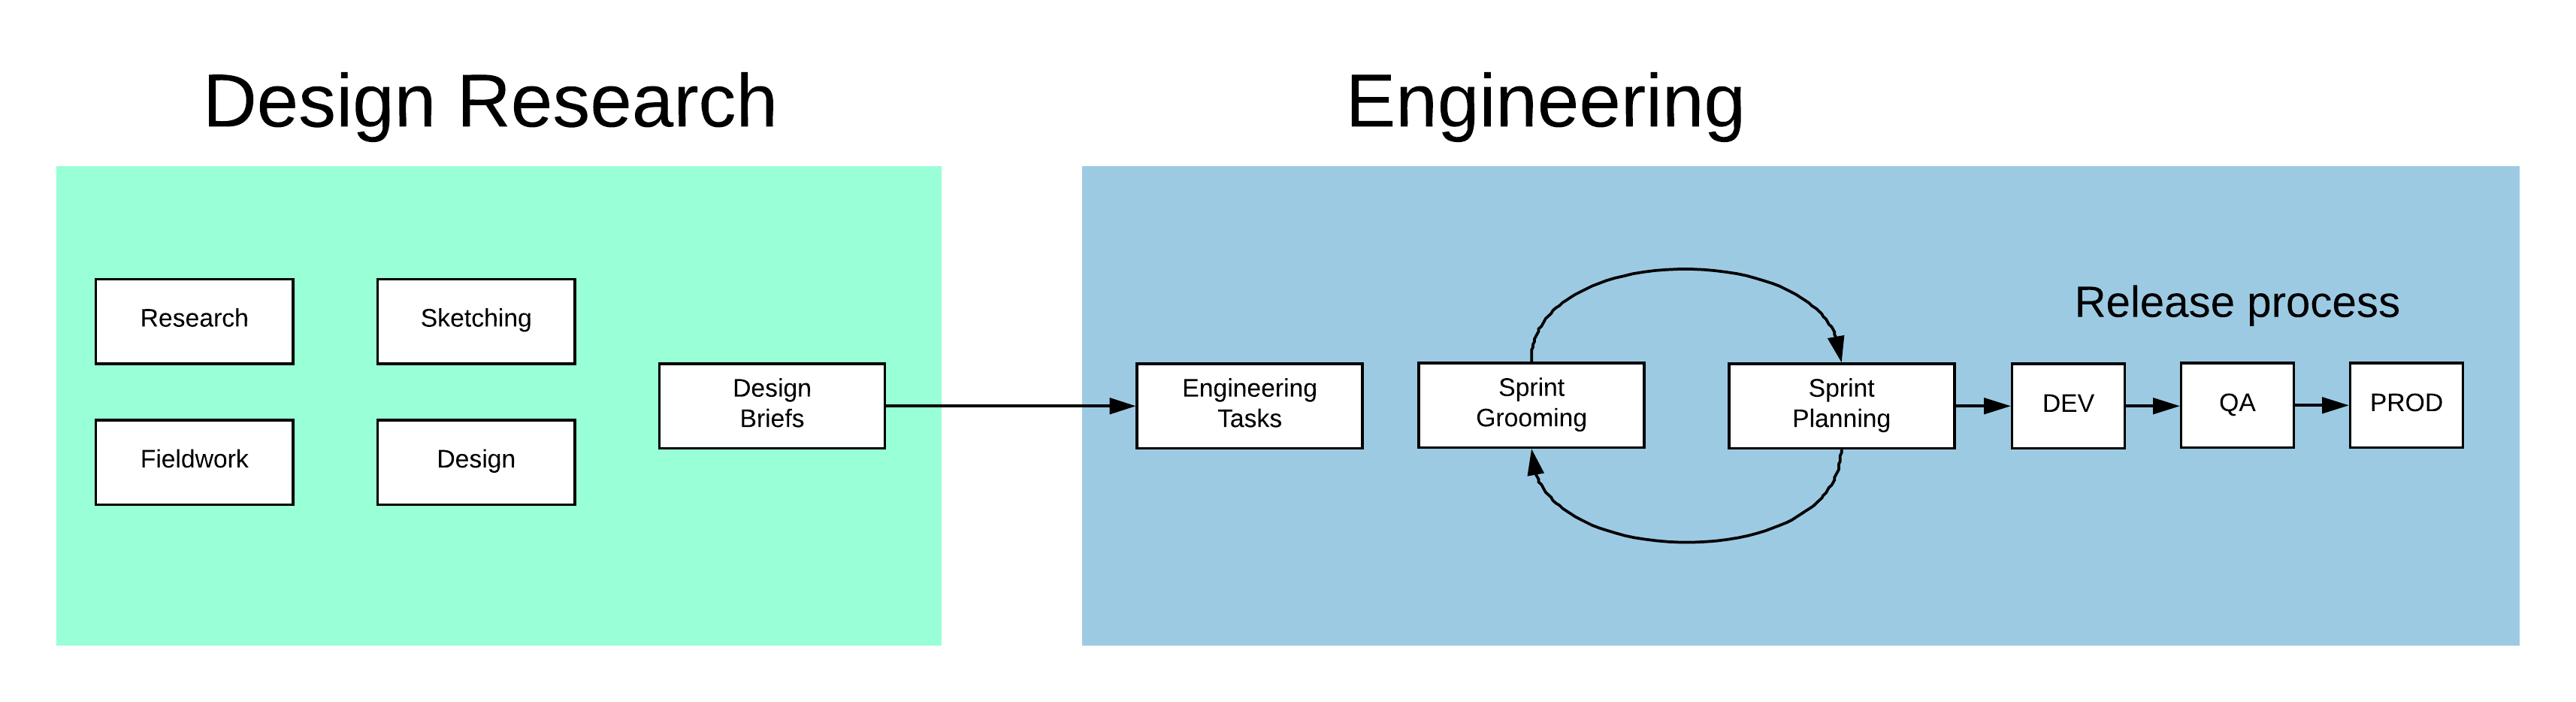 Design Research
Engineering
Research
Sketching
Fieldwork
Design
Design
Briefs
Engineering
Tasks
Sprint
Grooming
Sprint
Planning
Release process
DEV
QA
PROD